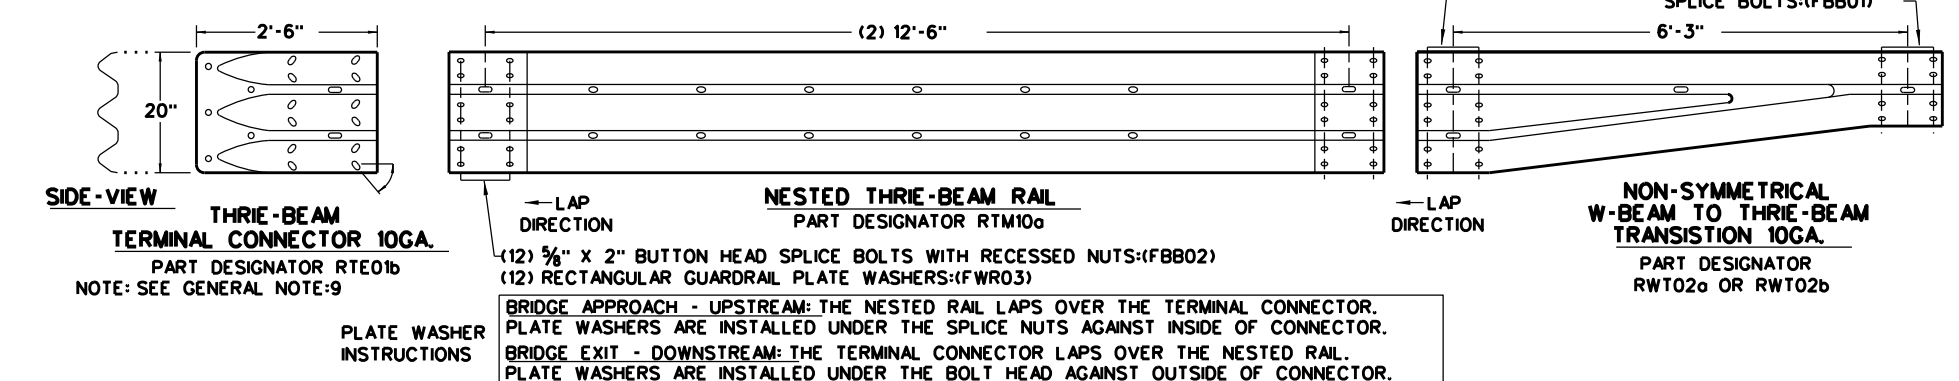 SPLICE BOLTS:(FBB01)
2'-6"
(2) 12'-6"
6'-3"
20"
SIDE-VIEW
THRIE-BEAM
TERMINAL CONNECTOR 10GA.
PART DESIGNATOR RTE01b
NOTE: SEE GENERAL NOTE:9
LAP
DIRECTION
NESTED THRIE-BEAM RAIL
PART DESIGNATOR RTM10a
LAP
DIRECTION
NON-SYMMETRICAL
W-BEAM TO THRIE-BEAM
TRANSISTION 10GA.
PART DESIGNATOR
RWT02a OR RWT02b
(12) 5/8" X 2" BUTTON HEAD SPLICE BOLTS WITH RECESSED NUTS:(FBB02)
(12) RECTANGULAR GUARDRAIL PLATE WASHERS:(FWR03)
PLATE WASHER
INSTRUCTIONS
BRIDGE APPROACH - UPSTREAM: THE NESTED RAIL LAPS OVER THE TERMINAL CONNECTOR.
PLATE WASHERS ARE INSTALLED UNDER THE SPLICE NUTS AGAINST INSIDE OF CONNECTOR.
BRIDGE EXIT - DOWNSTREAM: THE TERMINAL CONNECTOR LAPS OVER THE NESTED RAIL.
PLATE WASHERS ARE INSTALLED UNDER THE BOLT HEAD AGAINST OUTSIDE OF CONNECTOR.